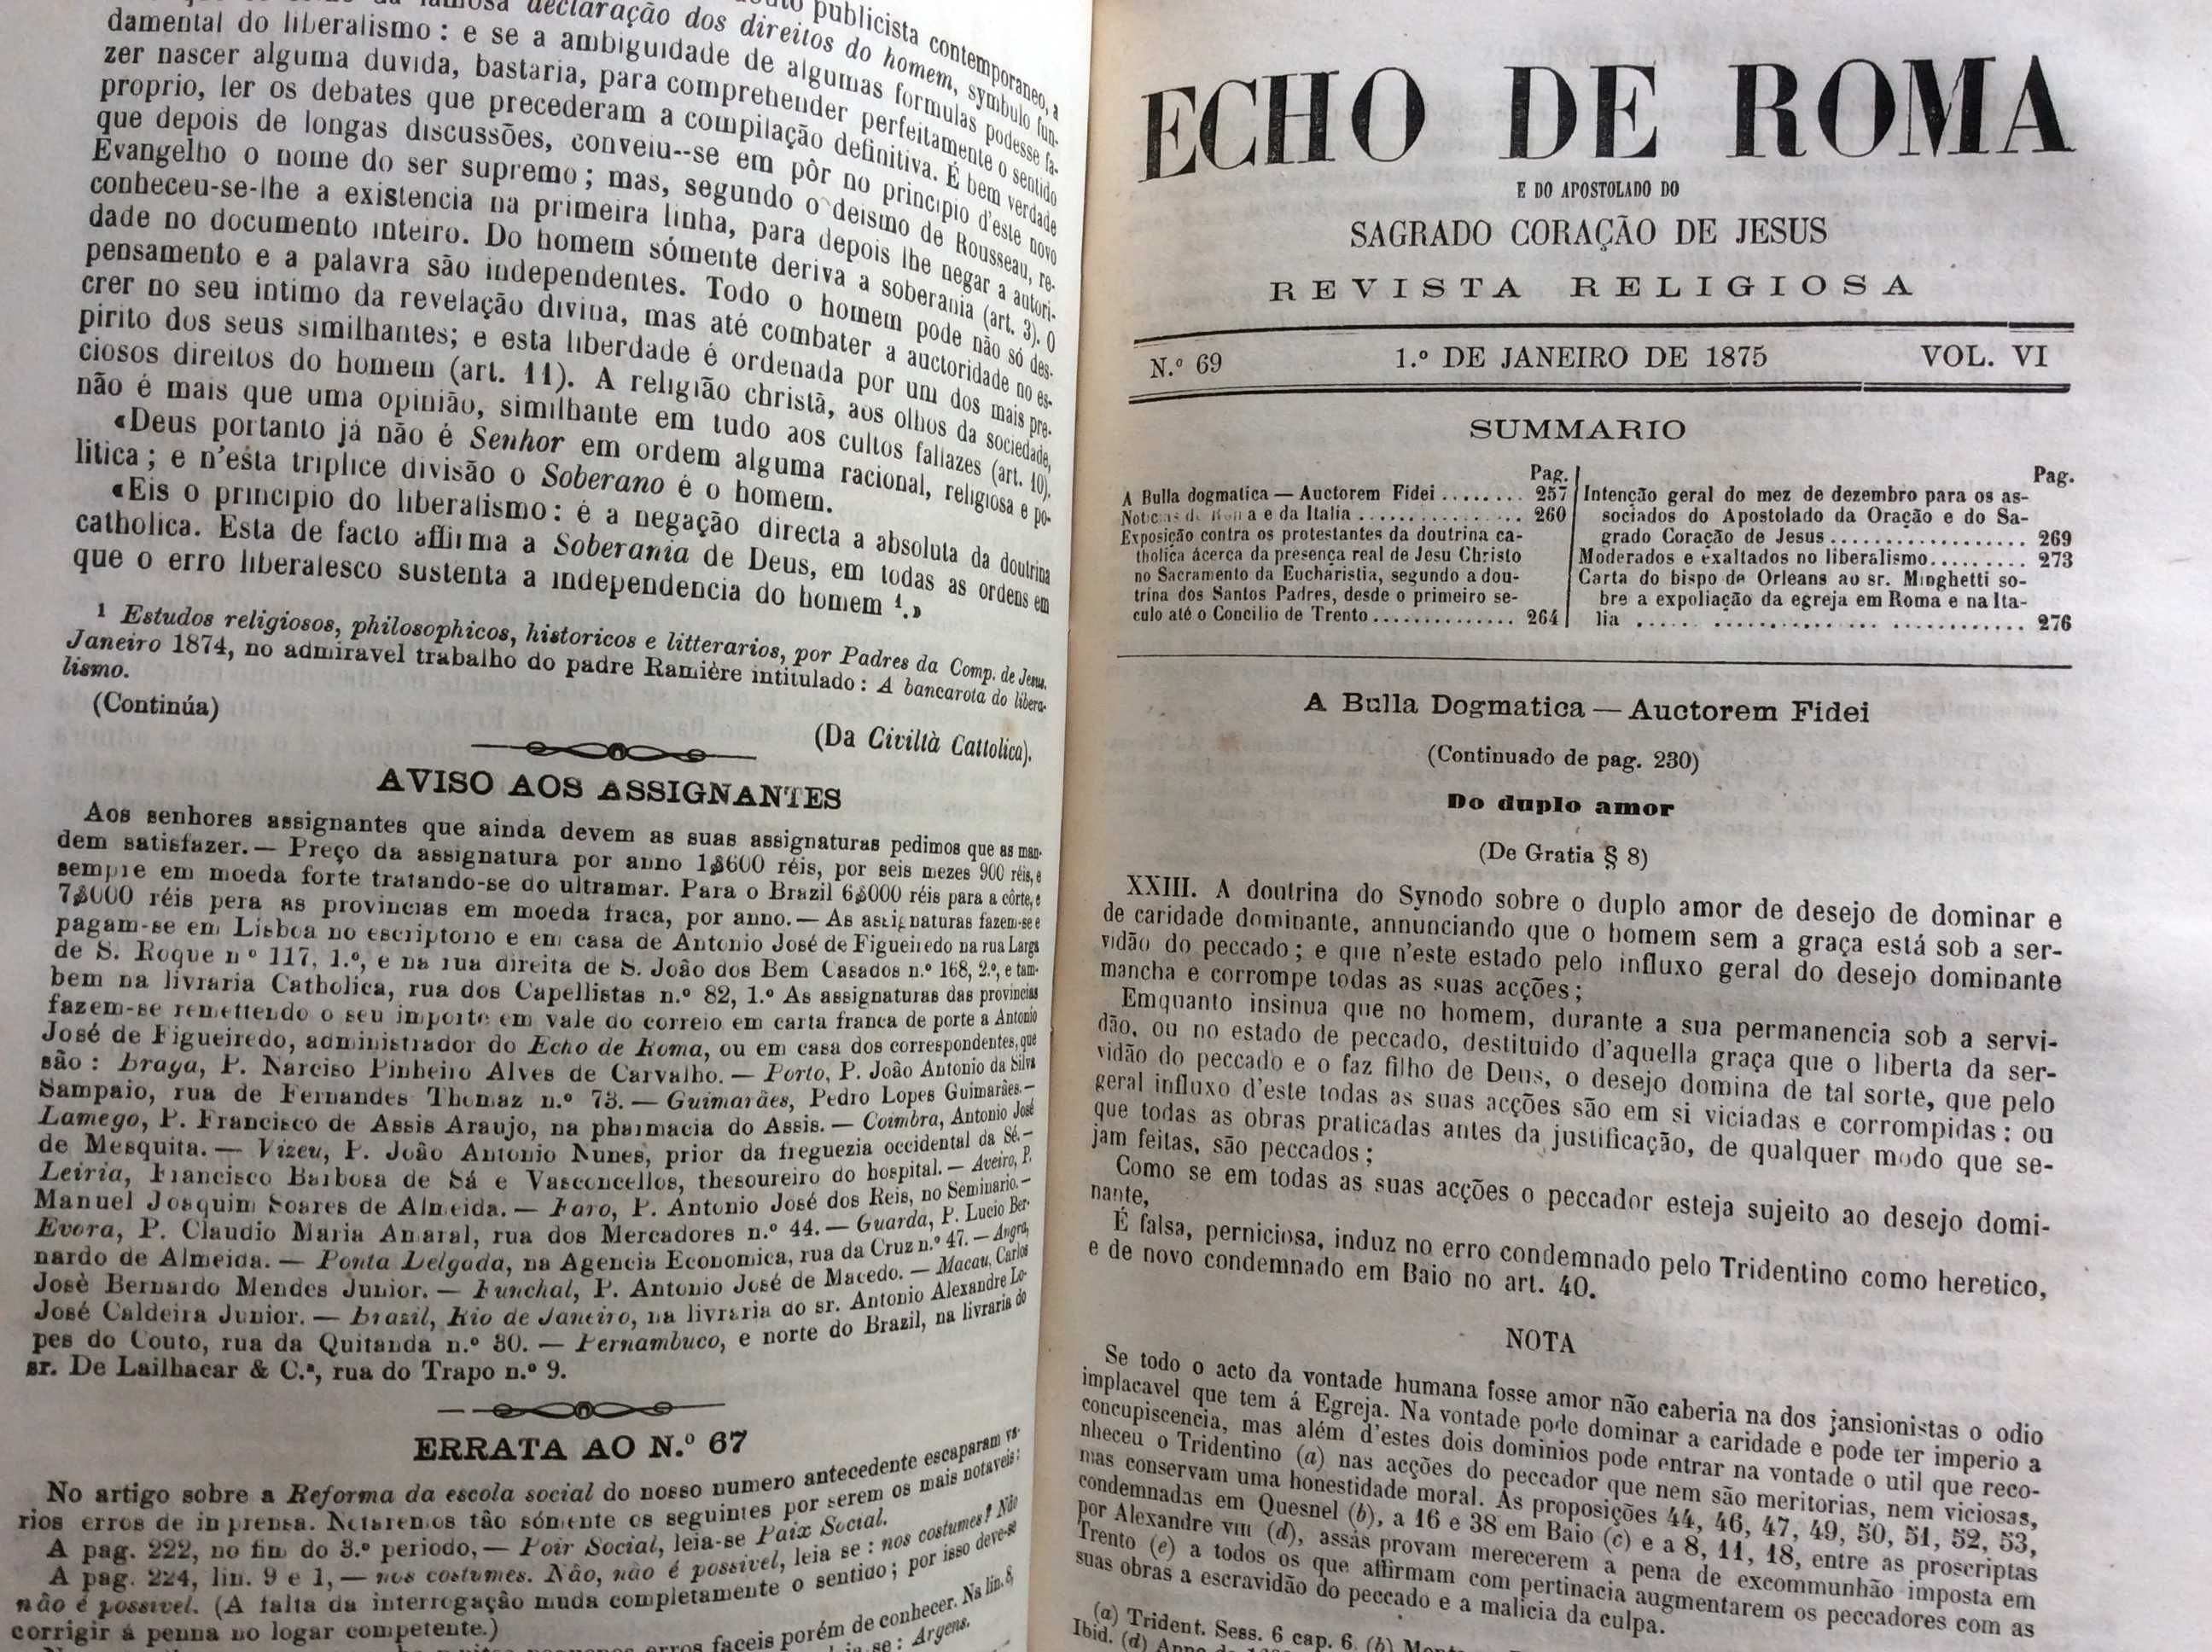 publicista contemporaneo, a
famosa declaração dos direitos do homem, symbulo fun-
damental do liberalismo : e se a ambiguidade de algumas formulas podesse fa-
zer nascer alguma duvida, bastaria, para comprehender perfeitamente o sentido
proprio, ler os debates que precederam a compilação definitiva. É bem verdade
que depois de longas discussões, conveiu--se em pôr no principio d'este novo
Evangelho o nome do ser supremo ; mas, segundo o deismo de Rousseau, re-
conheceu-se-lhe a existencia na primeira linha, para depois lhe negar a autori-
dade no documento inteiro. Do homem sómente deriva a soberania (art. 3). O
pensamento e a palavra são independentes. Todo o homem pode não só des-
crer no seu intimo da revelação divina, mas até combater a auctoridade no es-
pirito dos seus similhantes; e esta liberdade é ordenada por um dos mais pre-
ciosos direitos do homem (art. 11). A religião christã, aos olhos da sociedade,
não é mais que uma opinião, similhante em tudo aos cultos fallazes (art. 10).
«Deus portanto já não é Senhor em ordem alguma racional, religiosa e po-
litica ; e n'esta triplice divisão o Soberano é o homem.
«Eis o principio do liberalismo : é a negação directa a absoluta da doutrina
catholica. Esta de facto affirma a Soberania de Deus, em todas as ordens em
que o erro liberalesco sustenta a independencia do homem ¹.»
1 Estudos religiosos, philosophicos, historicos e litterarios, por Padres da Comp. de Jesus.
Janeiro 1874, no admiravel trabalho do padre Ramière intitulado : A bancarota do libera-
lismo.
(Continúa)
(Da Civiltà Cattolica).
AVISO AOS ASSIGNANTES
Aos senhores assignantes que ainda devem as suas assignaturas pedimos que as man-
dem satisfazer.— Preço da assignatura por anno 1$600 réis, por seis mezes 900 réis, e
sempre em moeda forte tratando-se do ultramar. Para o Brazil 6$000 réis para a côrte, e
7$000 réis pera as provincias em moeda fraca, por anno.— As assignaturas fazem-se e
pagam-se em Lisboa no escriptorio e em casa de Antonio José de Figueiredo na rua Larga
de S. Roque n º 117, 1.º, e na rua direita de S. João dos Bem Casados n.º 168, 2.º, e tam-
bem na livraria Catholica, rua dos Capellistas n.º 82, 1.º As assignaturas das provincias
fazem-se remettendo o seu importe em vale do correio em carta franca de porte a Antonio
José de Figueiredo, administrador do Echo de Roma, ou em casa dos correspondentes, que
são : Braga, P. Narciso Pinheiro Alves de Carvalho. — Porto, P. João Antonio da Silva
Sampaio, rua de Fernandes Thomaz n.º 73. — Guimarães, Pedro Lopes Guimarães.—
Lamego, P. Francisco de Assis Araujo, na pharmacia do Assis. — Coimbra, Antonio José
de Mesquita. — Vizeu, P. João Antonio Nunes, prior da freguezia occidental da Sé.—
Leiria, Francisco Barbosa de Sá e Vasconcellos, thesoureiro do hospital. — Aveiro, P.
Manuel Joaquim Soares de Almeida. — Faro, P. Antonio José dos Reis, no Seminario.—
Evora, P. Claudio Maria Amaral, rua dos Mercadores n.º 44. — Guarda, P. Lucio Ber-
nardo de Almeida. — Ponta Delgada, na Agencia Economica, rua da Cruz n.º 47. — Angra,
Josè Bernardo Mendes Junior. — Funchal, P. Antonio José de Macedo. — Macau, Carlos
José Caldeira Junior. — Brazil, Rio de Janeiro, na livraria do sr. Antonio Alexandre Lo-
pes do Couto, rua da Quitanda n.º 30. — Pernambuco, e norte do Brazil, na livraria do
sr. De Lailhacar & C.ª, rua do Trapo n.º 9.
ERRATA AO N.º 67
No artigo sobre a Reforma da escola social do nosso numero antecedente escaparam va-
rios erros de imprensa. Notaremos tão sómente os seguintes por serem os mais notaveis :
A pag. 222, no fim do 3.º periodo, — Poir Social, leia-se Paix Social.
A pag. 224, lin. 9 e 1, — nos costumes. Não, não é possivel, leia se : nos costumes! Não
não é possivel. (A falta da interrogação muda completamente o sentido ; por isso deve-se
corrigir á penna no logar competente.)
erros faceis porém de conhecer. Na lin. 8,
se : Argens.
ECHO DE ROMA
E DO APOSTOLADO DO
SAGRADO CORAÇÃO DE JESUS
REVISTA RELIGIOSA
N.º 69 1.º DE JANEIRO DE 1875 VOL. VI
SUMMARIO
Pag.
A Bulla dogmatica — Auctorem Fidei ........ 257
Noticias de Roma e da Italia ................ 260
Exposição contra os protestantes da doutrina ca-
tholica ácerca da presença real de Jesu Christo
no Sacramento da Eucharistia, segundo a dou-
trina dos Santos Padres, desde o primeiro se-
culo até o Concilio de Trento .............. 264
Pag.
Intenção geral do mez de dezembro para os as-
sociados do Apostolado da Oração e do Sa-
grado Coração de Jesus .................. 269
Moderados e exaltados no liberalismo......... 273
Carta do bispo de Orleans ao sr. Minghetti so-
bre a expoliação da egreja em Roma e na Ita-
lia ........................... 276
A Bulla Dogmatica — Auctorem Fidei
(Continuado de pag. 230)
Do duplo amor
(De Gratia § 8)
XXIII. A doutrina do Synodo sobre o duplo amor de desejo de dominar e
de caridade dominante, annunciando que o homem sem a graça está sob a ser-
vidão do peccado ; e que n'este estado pelo influxo geral do desejo dominante
mancha e corrompe todas as suas acções ;
Emquanto insinua que no homem, durante a sua permanencia sob a servi-
dão, ou no estado de peccado, destituido d'aquella graça que o liberta da ser-
vidão do peccado e o faz filho de Deus, o desejo domina de tal sorte, que pelo
geral influxo d'este todas as suas acções são em si viciadas e corrompidas : ou
que todas as obras praticadas antes da justificação, de qualquer modo que se-
jam feitas, são peccados ;
Como se em todas as suas acções o peccador esteja sujeito ao desejo domi-
nante,
É falsa, perniciosa, induz no erro condemnado pelo Tridentino como heretico,
e de novo condemnado em Baio no art. 40.
NOTA
Se todo o acto da vontade humana fosse amor não caberia na dos jansionistas o odio
implacavel que tem á Egreja. Na vontade pode dominar a caridade e pode ter imperio a
concupiscencia, mas além d'estes dois dominios pode entrar na vontade o util que reco-
nheceu o Tridentino (a) nas acções do peccador que nem são meritorias, nem viciosas,
mas conservam uma honestidade moral. As proposições 44, 46, 47, 49, 50, 51, 52, 53,
condemnadas em Quesnel (b), a 16 e 38 em Baio (c) e a 8, 11, 18, entre as proscriptas
por Alexandre VIII (d), assás provam merecerem a pena de excommunhão imposta em
Trento (e) a todos os que affirmam com pertinacia augmentarem os peccadores com as
suas obras a escravidão do peccado e a malicia da culpa.
(a) Trident. Sess. 6 cap. 6. (b)
Ibid. (d)